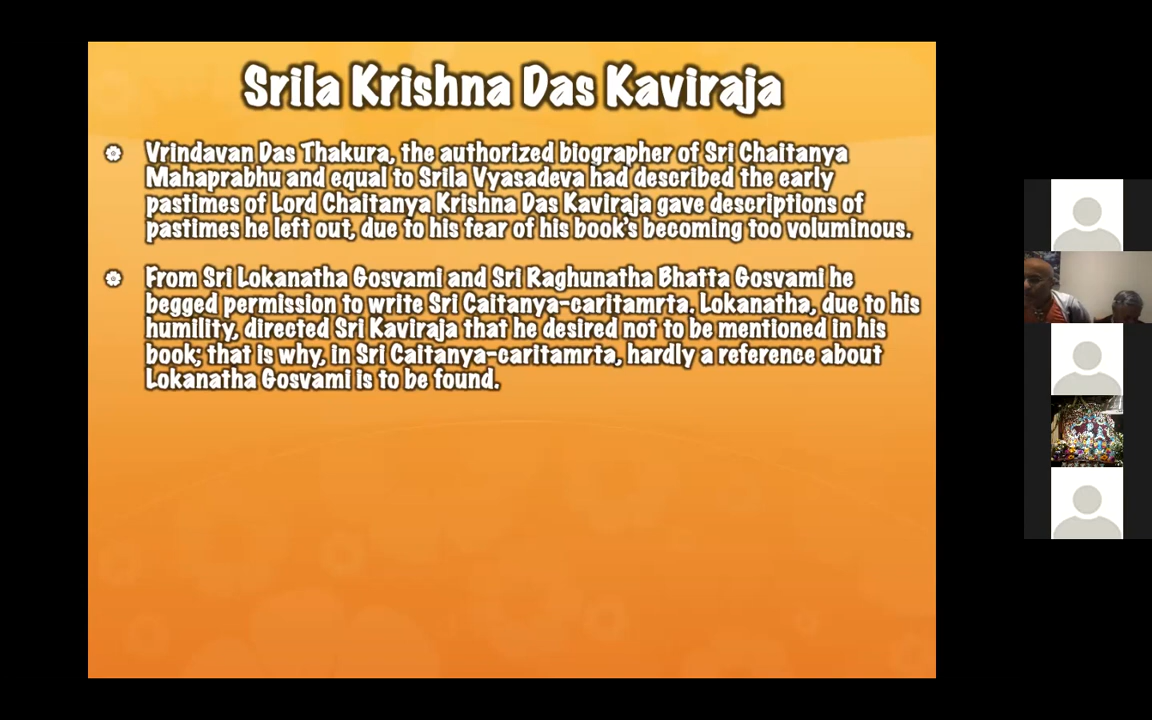 Srila Krishna Das Kaviraja
Vrindavan Das Thakura, the authorized biographer of Sri Chaitanya
Mahaprabhu and equal to Srila Vyasadeva had described the early
pastimes of Lord Chaitanya Krishna Das Kaviraja gave descriptions of
pastimes he left out, due to his fear of his book's becoming too voluminous.
From Sri Lokanatha Gosvami and Sri Raghunatha Bhatta Gosvami he
begged permission to write Sri Caitanya-caritamrta. Lokanatha, due to his
humility, directed Sri Kaviraja that he desired not to be mentioned in his
book; that is why, in Sri Caitanya-caritamrta, hardly a reference about
Lokanatha Gosvami is to be found.